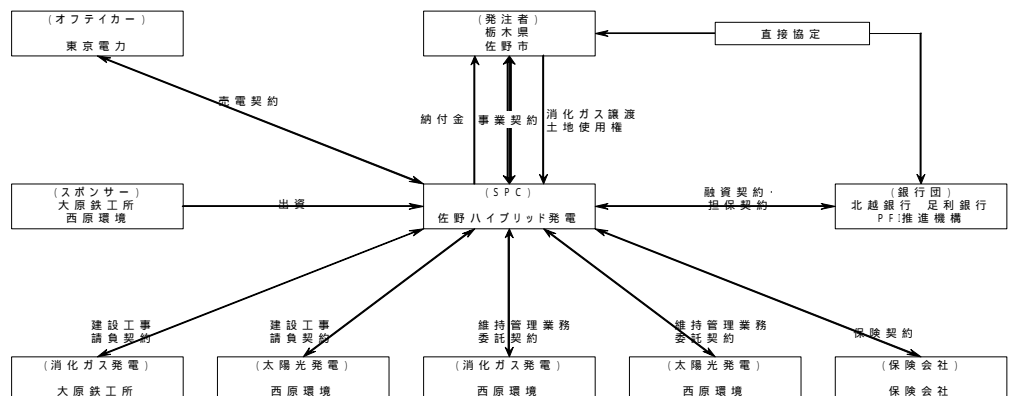 (オフテイカー)
東京電力
(発注者)
栃木県
佐野市
直接協定
売電契約
納付金
事業契約
消化ガス譲渡
土地使用権
(スポンサー)
大原鉄工所
西原環境
出資
(SPC)
佐野ハイブリッド発電
融資契約・
担保契約
(銀行団)
北越銀行 足利銀行
PFI推進機構
建設工事
請負契約
建設工事
請負契約
維持管理業務
委託契約
維持管理業務
委託契約
保険契約
(消化ガス発電)
大原鉄工所
(太陽光発電)
西原環境
(消化ガス発電)
西原環境
(太陽光発電)
西原環境
(保険会社)
保険会社